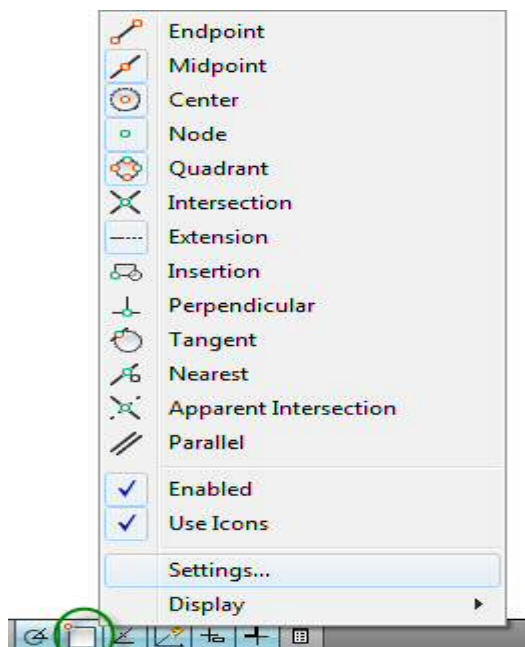 Endpoint
Midpoint
Center
Node
Quadrant
Intersection
Extension
Insertion
Perpendicular
Tangent
Nearest
Apparent Intersection
Parallel
Enabled
Use Icons
Settings...
Display